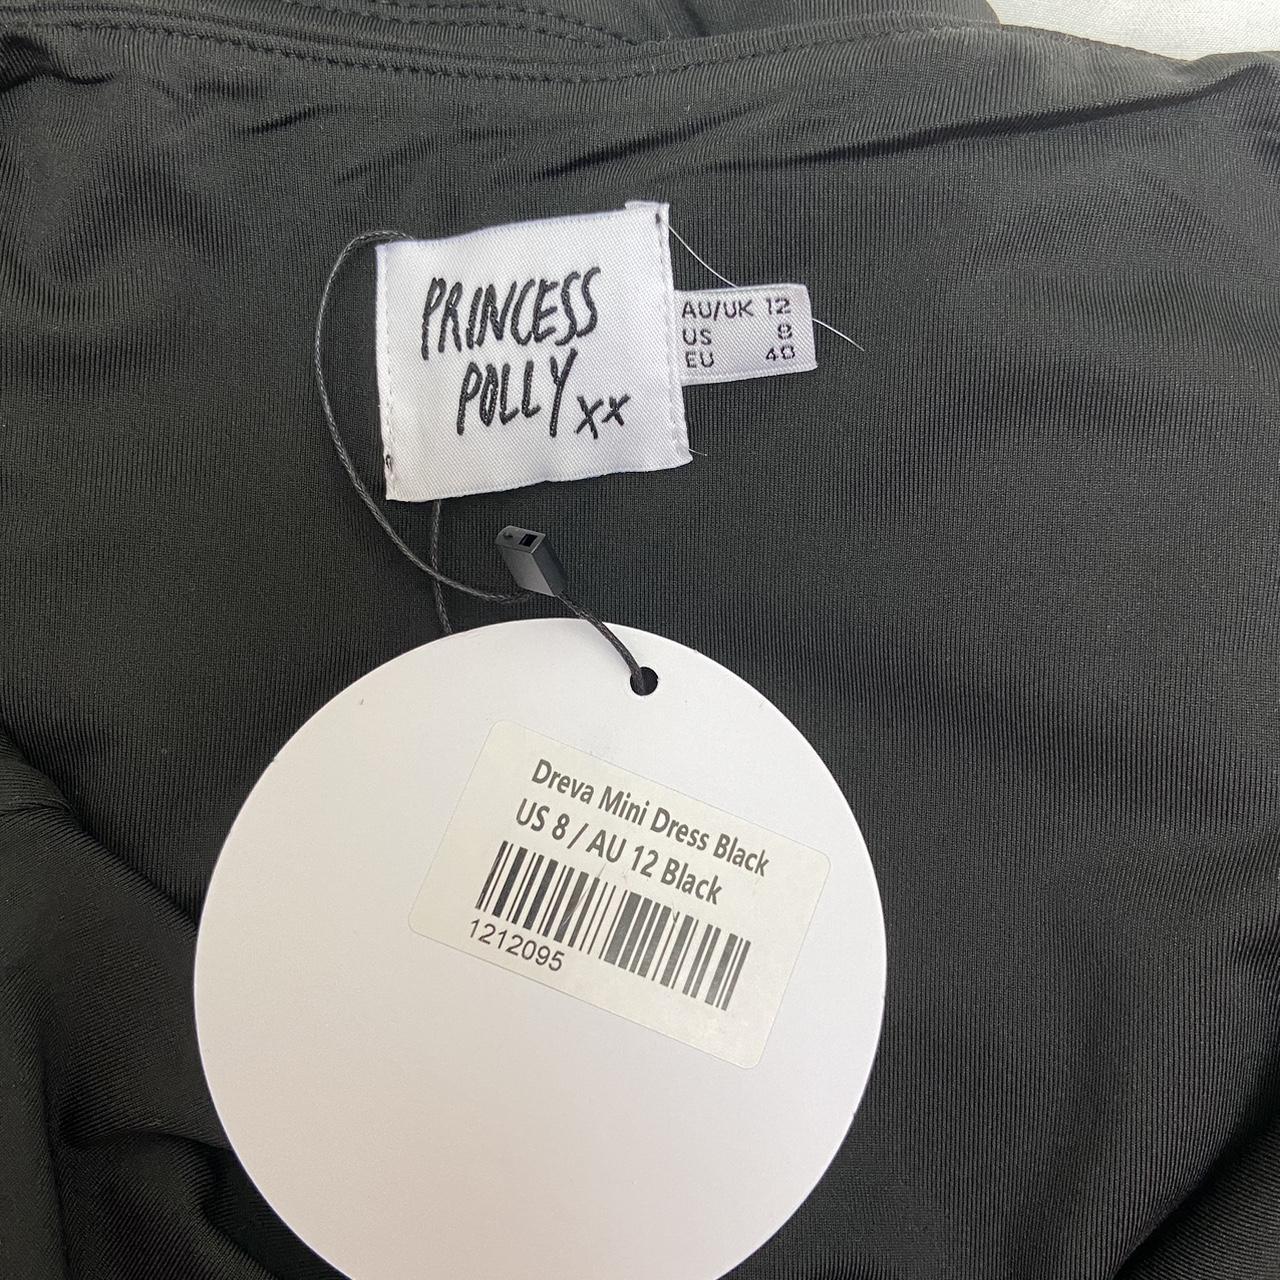 PRINCESS
POLLY xx
AU/UK 12
US 8
EU 40
Dreva Mini Dress Black
US 8 / AU 12 Black
1212095